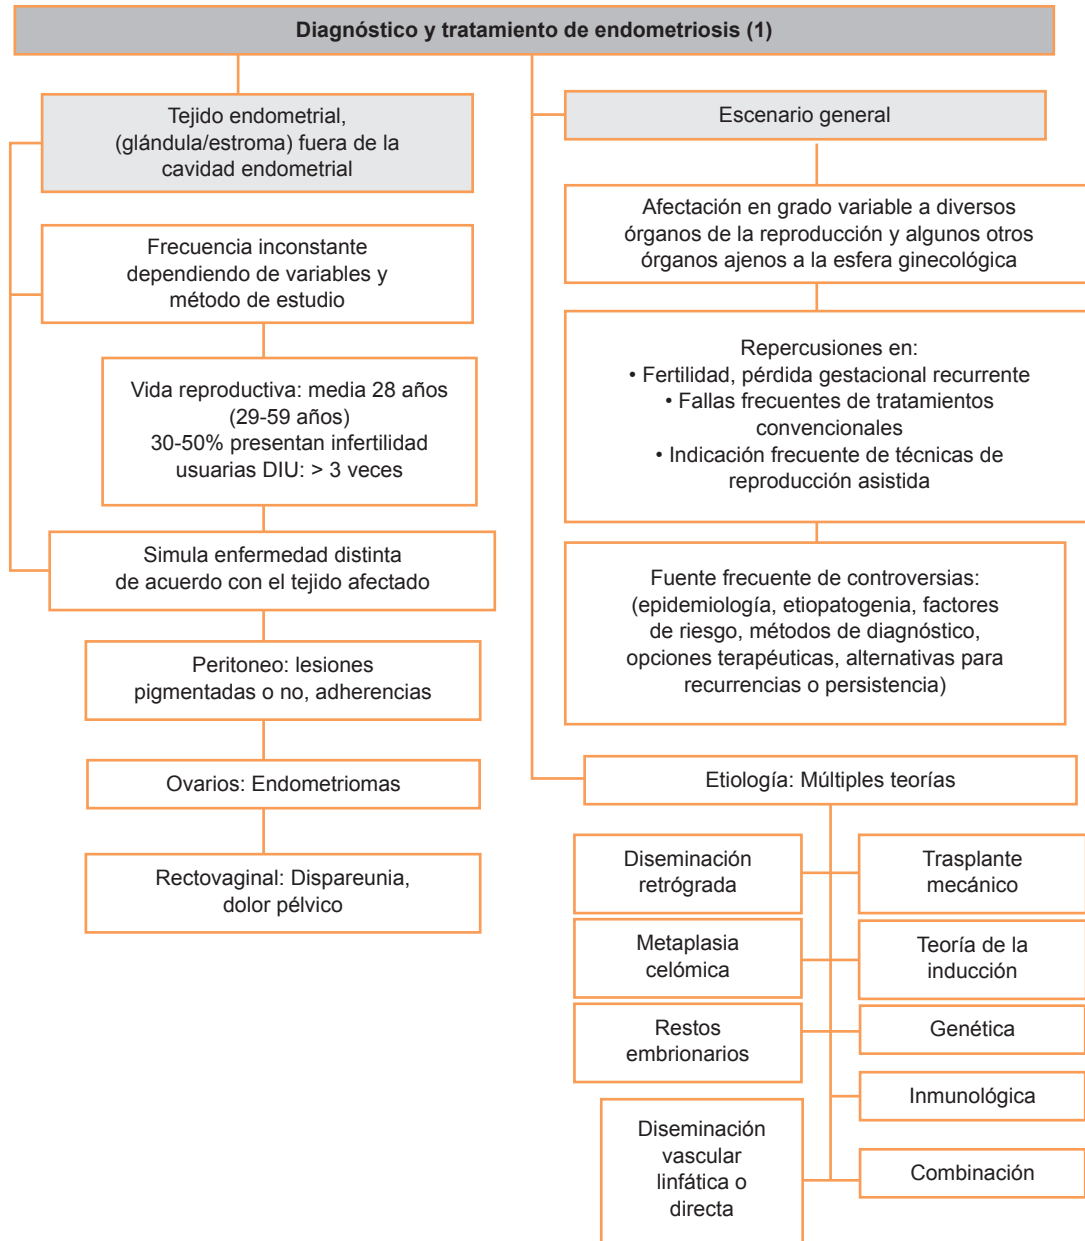 Diagnóstico y tratamiento de endometriosis (1)
Tejido endometrial,
(glándula/estroma) fuera de la
cavidad endometrial
Frecuencia inconstante
dependiendo de variables y
método de estudio
Vida reproductiva: media 28 años
(29-59 años)
30-50% presentan infertilidad
usuarias DIU: > 3 veces
Simula enfermedad distinta
de acuerdo con el tejido afectado
Peritoneo: lesiones
pigmentadas o no, adherencias
Ovarios: Endometriomas
Rectovaginal: Dispareunia,
dolor pélvico
Escenario general
Afectación en grado variable a diversos
órganos de la reproducción y algunos otros
órganos ajenos a la esfera ginecológica
Repercusiones en:
• Fertilidad, pérdida gestacional recurrente
• Fallas frecuentes de tratamientos
convencionales
• Indicación frecuente de técnicas de
reproducción asistida
Fuente frecuente de controversias:
(epidemiología, etiopatogenia, factores
de riesgo, métodos de diagnóstico,
opciones terapéuticas, alternativas para
recurrencias o persistencia)
Etiología: Múltiples teorías
Diseminación
retrógrada
Trasplante
mecánico
Metaplasia
celómica
Teoría de la
inducción
Restos
embrionarios
Genética
Inmunológica
Diseminación
vascular
linfática o
directa
Combinación